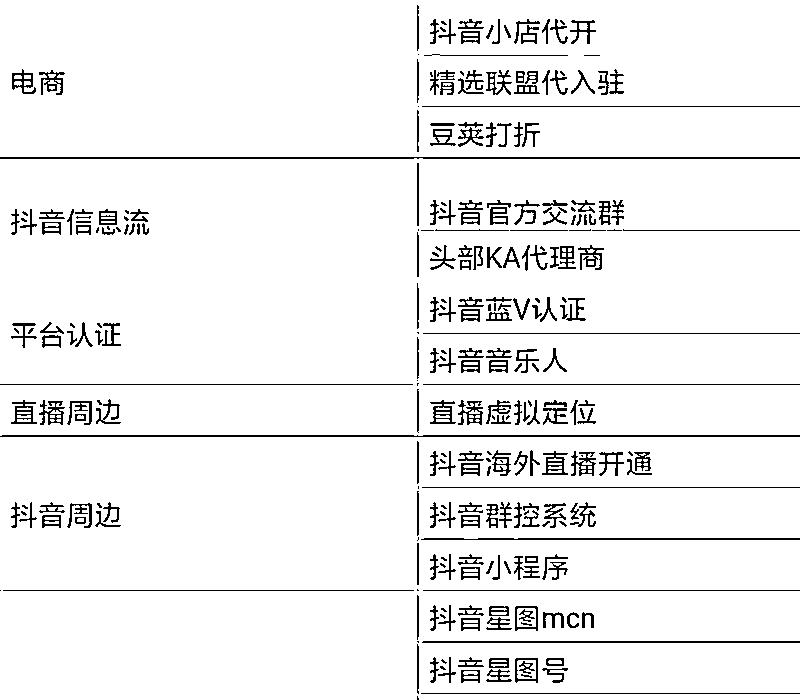 电商
抖音小店代开
精选联盟代入驻
豆荚打折
抖音信息流
抖音官方交流群
头部KA代理商
平台认证
抖音蓝V认证
抖音音乐人
直播周边
直播虚拟定位
抖音周边
抖音海外直播开通
抖音群控系统
抖音小程序
抖音星图mcn
抖音星图号